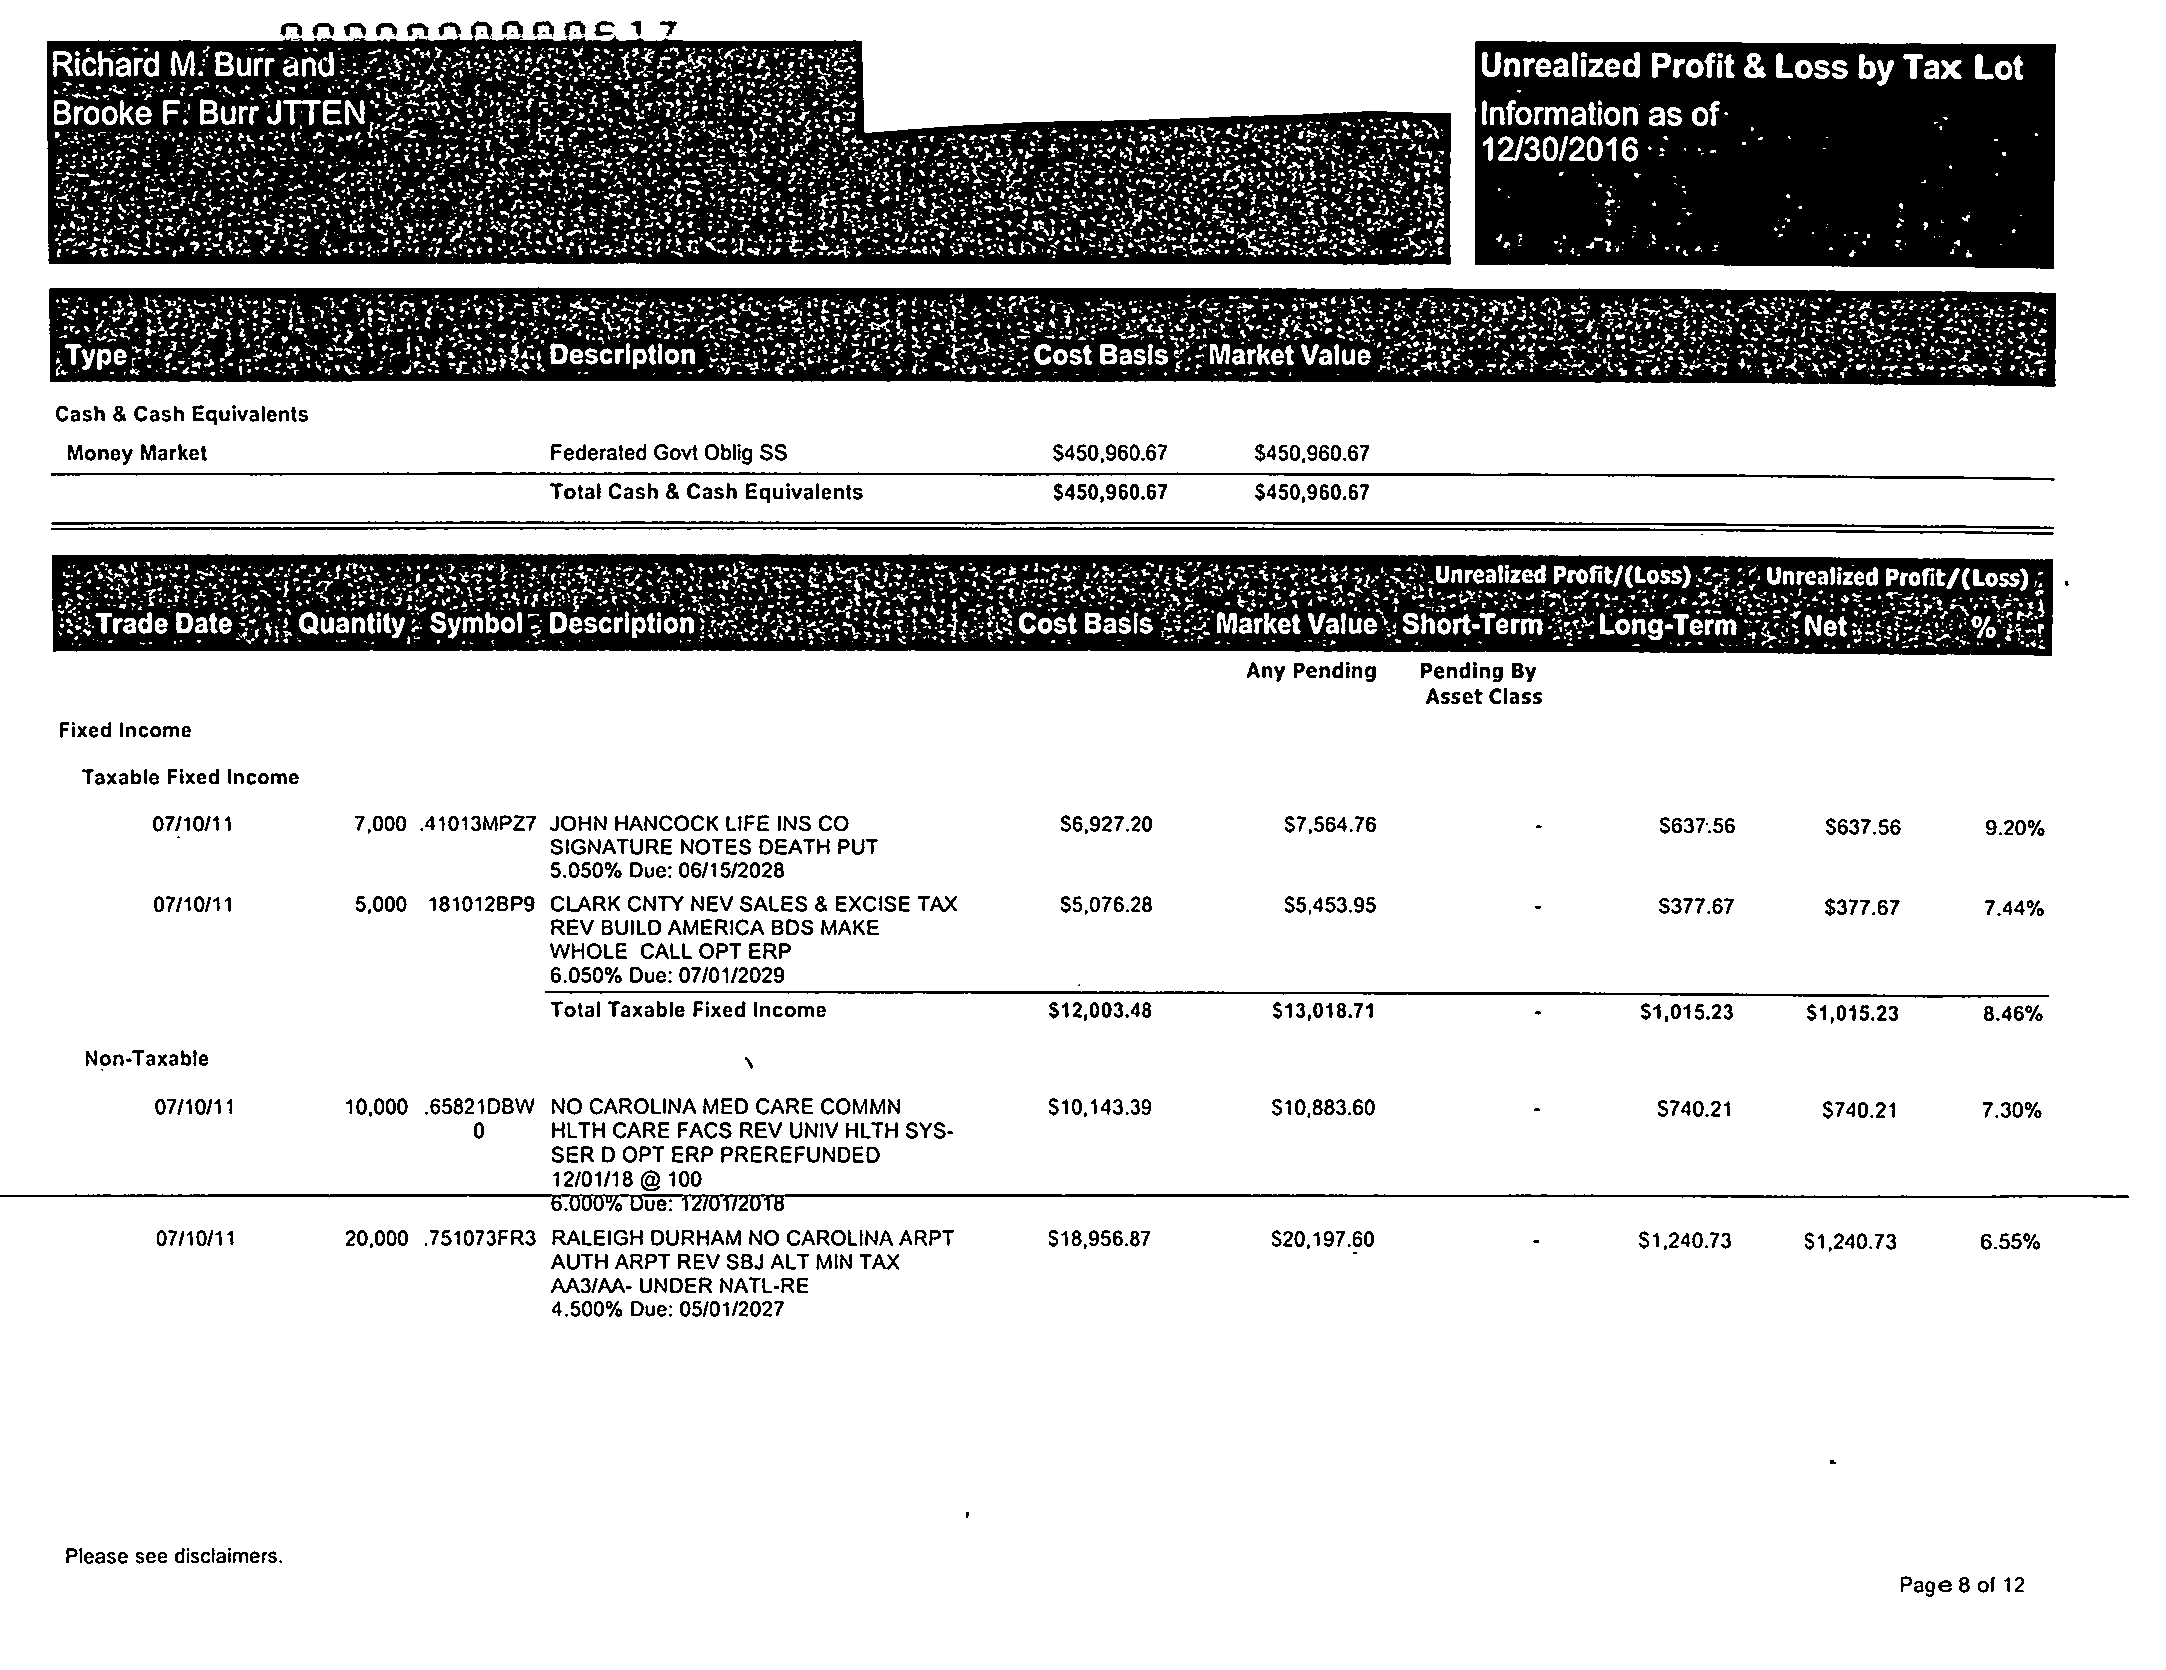 000000000517
Richard M. Burr and
Brooke F. Burr JTTEN
Unrealized Profit & Loss by Tax Lot
Information as of
12/30/2016
Type Description Cost Basis Market Value
Cash & Cash Equivalents
Money Market Federated Govt Oblig SS $450,960.67 $450,960.67
Total Cash & Cash Equivalents $450,960.67 $450,960.67
Unrealized Profit/(Loss) Unrealized Profit/(Loss)
Trade Date Quantity Symbol Description Cost Basis Market Value Short-Term Long-Term Net %
Any Pending Pending By
Asset Class
Fixed Income
Taxable Fixed Income
07/10/11 7,000 .41013MPZ7 JOHN HANCOCK LIFE INS CO $6,927.20 $7,564.76 - $637.56 $637.56 9.20%
SIGNATURE NOTES DEATH PUT
5.050% Due: 06/15/2028
07/10/11 5,000 181012BP9 CLARK CNTY NEV SALES & EXCISE TAX $5,076.28 $5,453.95 - $377.67 $377.67 7.44%
REV BUILD AMERICA BDS MAKE
WHOLE CALL OPT ERP
6.050% Due: 07/01/2029
Total Taxable Fixed Income $12,003.48 $13,018.71 - $1,015.23 $1,015.23 8.46%
Non-Taxable
07/10/11 10,000 .65821DBW NO CAROLINA MED CARE COMMN $10,143.39 $10,883.60 - $740.21 $740.21 7.30%
0 HLTH CARE FACS REV UNIV HLTH SYS-
SER D OPT ERP PREREFUNDED
12/01/18 @ 100
6.000% Due: 12/01/2018
07/10/11 20,000 .751073FR3 RALEIGH DURHAM NO CAROLINA ARPT $18,956.87 $20,197.60 - $1,240.73 $1,240.73 6.55%
AUTH ARPT REV SBJ ALT MIN TAX
AA3/AA- UNDER NATL-RE
4.500% Due: 05/01/2027
Please see disclaimers.
Page 8 of 12